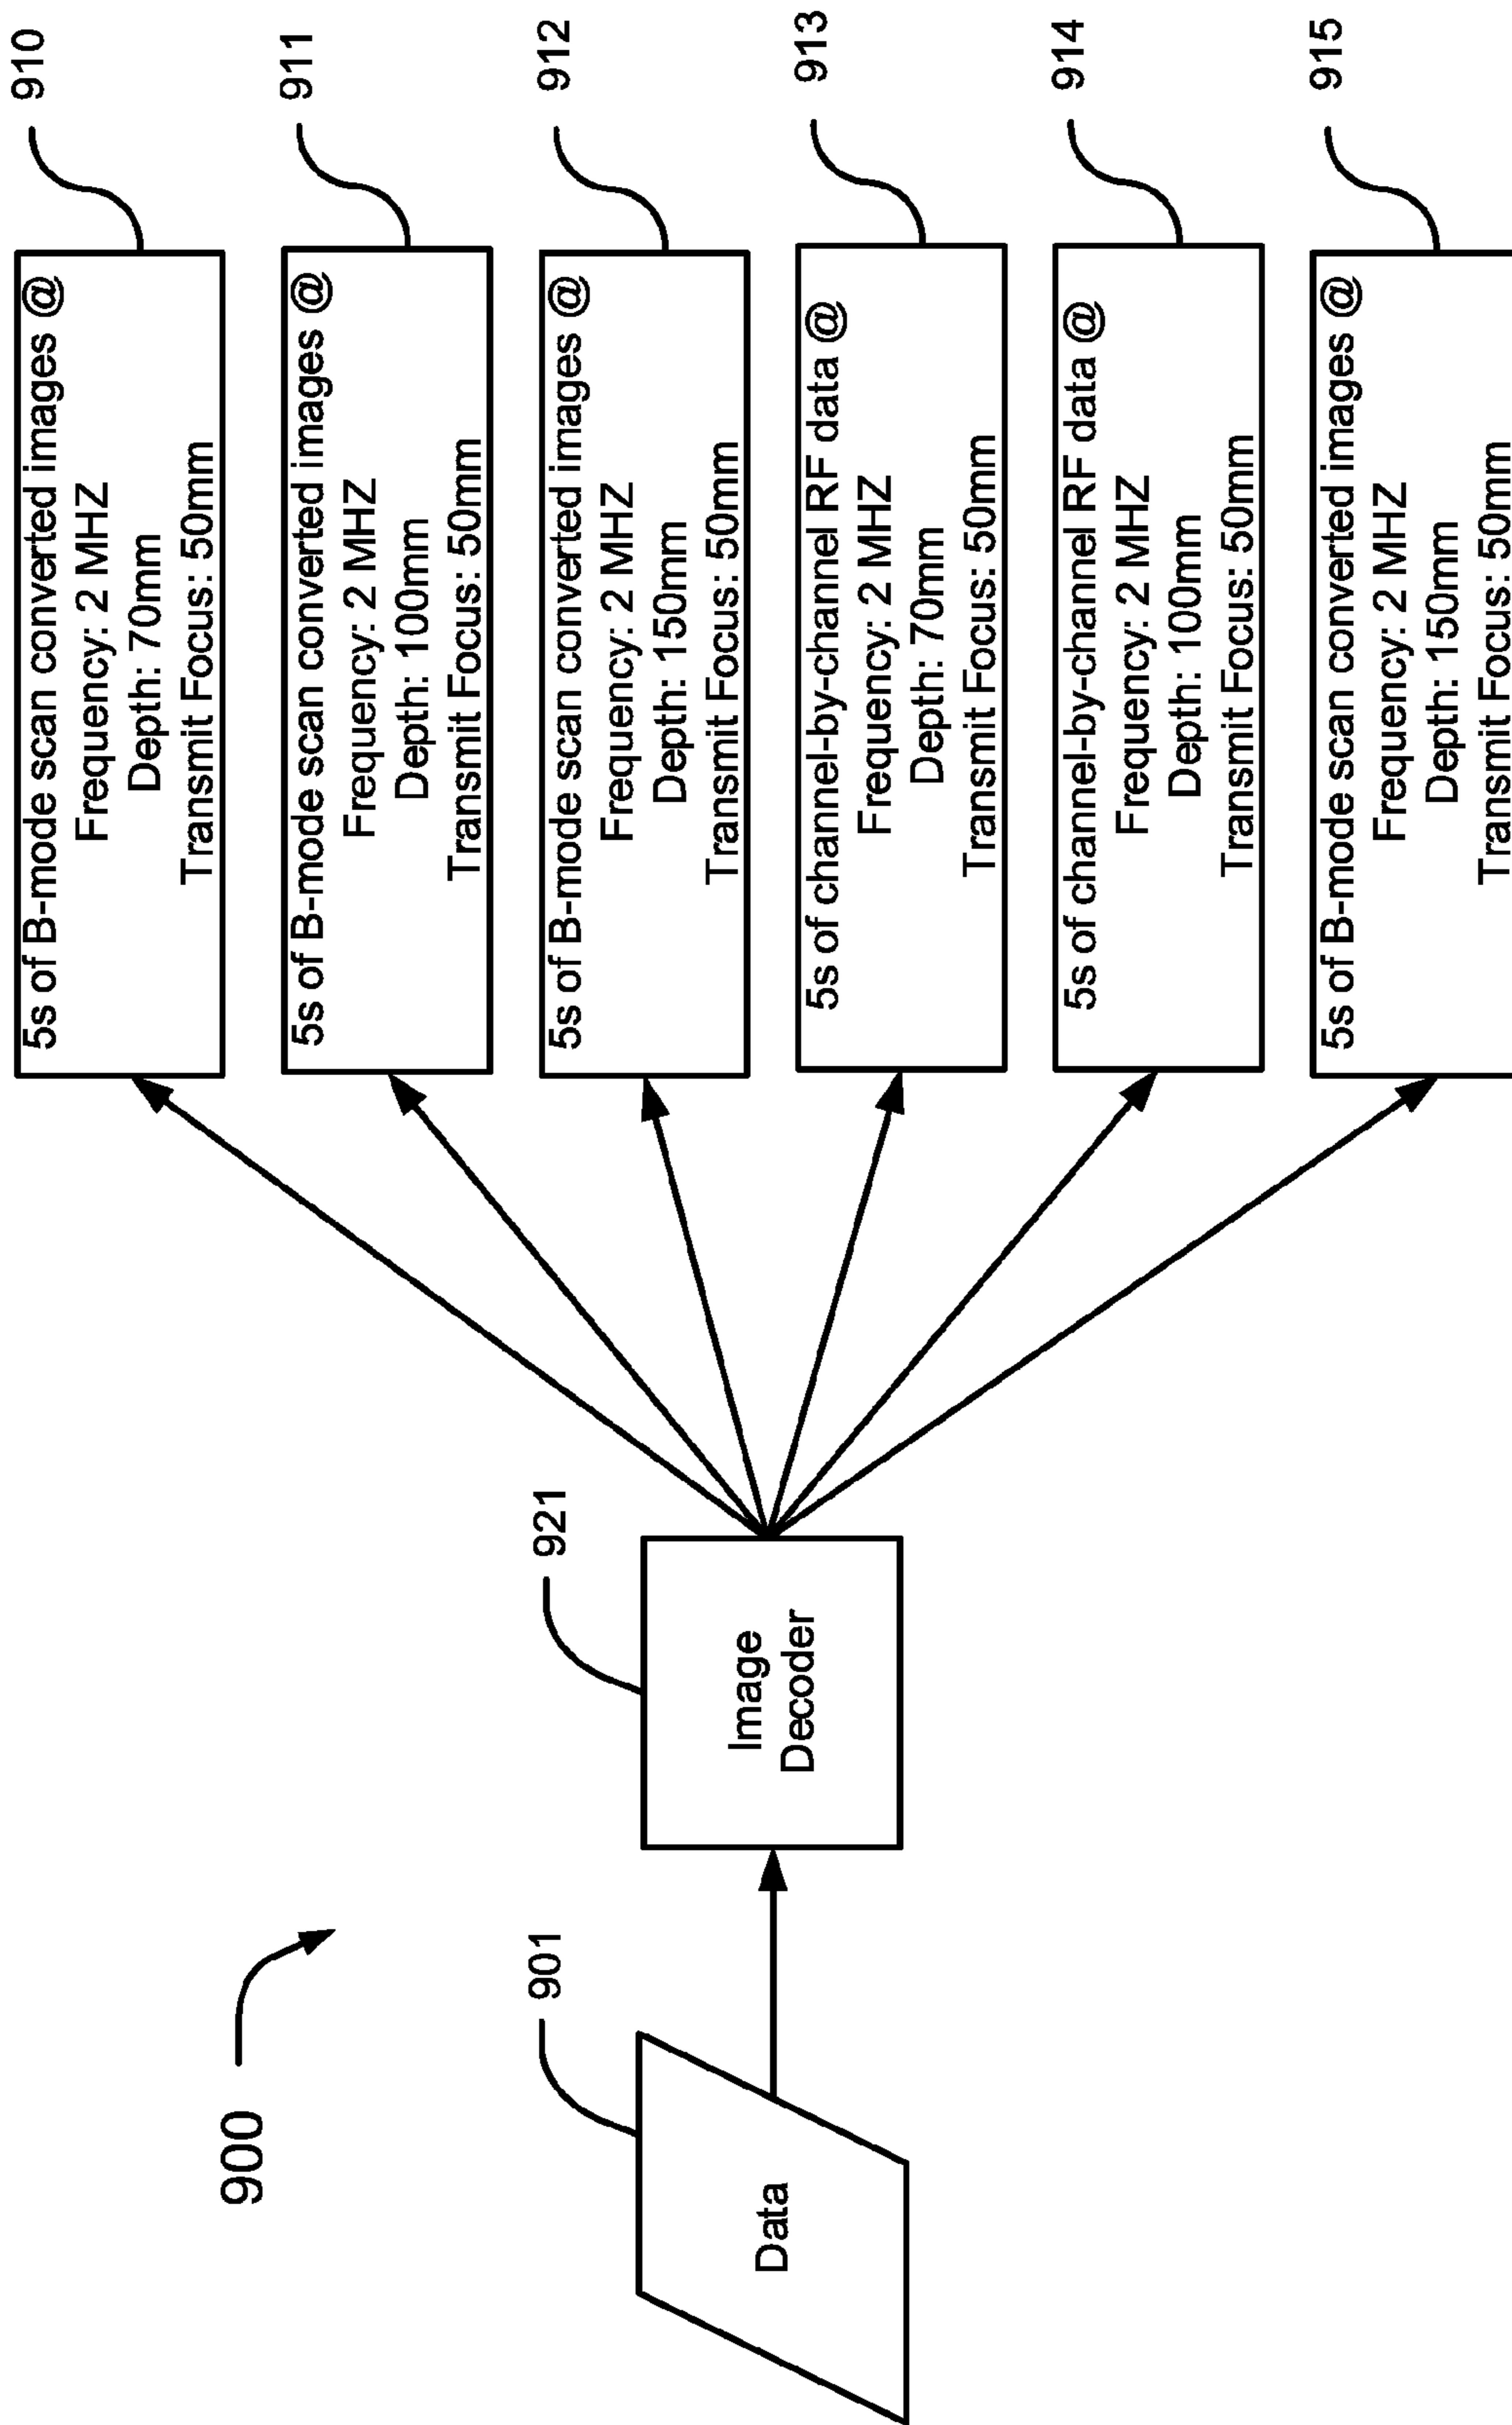 900
901
Data
921
Image
Decoder
5s of B-mode scan converted images @
Frequency: 2 MHZ
Depth: 70mm
Transmit Focus: 50mm
910
5s of B-mode scan converted images @
Frequency: 2 MHZ
Depth: 100mm
Transmit Focus: 50mm
911
5s of B-mode scan converted images @
Frequency: 2 MHZ
Depth: 150mm
Transmit Focus: 50mm
912
5s of channel-by-channel RF data @
Frequency: 2 MHZ
Depth: 70mm
Transmit Focus: 50mm
913
5s of channel-by-channel RF data @
Frequency: 2 MHZ
Depth: 100mm
Transmit Focus: 50mm
914
5s of B-mode scan converted images @
Frequency: 2 MHZ
Depth: 150mm
Transmit Focus: 50mm
915